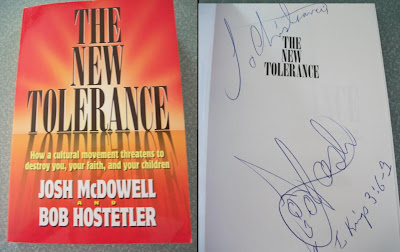 THE
NEW
TOLERANCE
How a cultural movement threatens to
destroy you, your faith, and your children
JOSH McDOWELL
AND
BOB HOSTETLER
THE
NEW
TOLERANCE
Kings 3:6-9